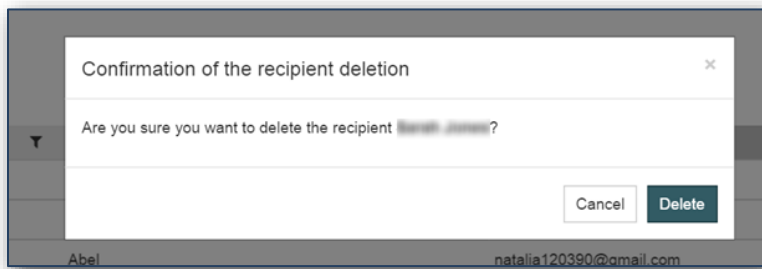 Confirmation of the recipient deletion ×
Are you sure you want to delete the recipient ?
Cancel Delete
Abel natalia120390@gmail.com